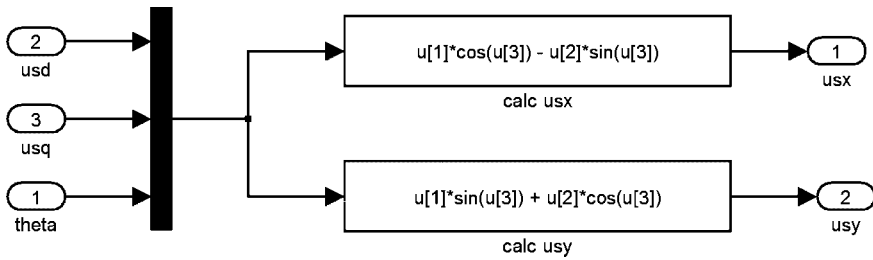 2
usd
3
usq
1
theta
u[1]*cos(u[3]) - u[2]*sin(u[3])
calc usx
u[1]*sin(u[3]) + u[2]*cos(u[3])
calc usy
1
usx
2
usy